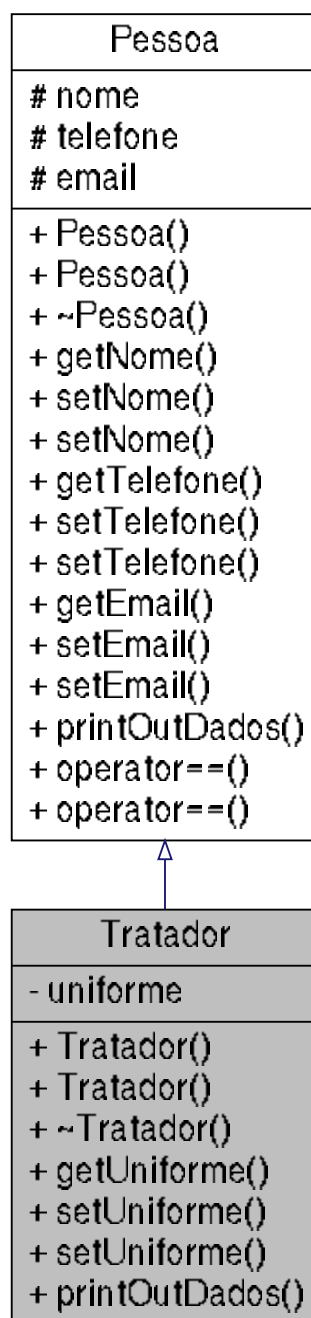 Pessoa
# nome
# telefone
# email
+ Pessoa()
+ Pessoa()
+ ~Pessoa()
+ getNome()
+ setNome()
+ setNome()
+ getTelefone()
+ setTelefone()
+ setTelefone()
+ getEmail()
+ setEmail()
+ setEmail()
+ printOutDados()
+ operator==()
+ operator==()
Tratador
- uniforme
+ Tratador()
+ Tratador()
+ ~Tratador()
+ getUniforme()
+ setUniforme()
+ setUniforme()
+ printOutDados()